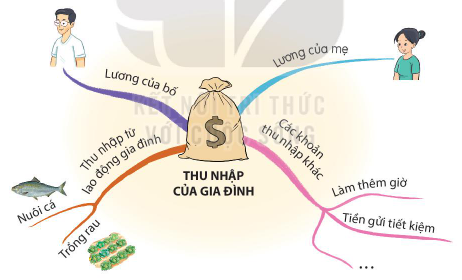 Lương của bố
Lương của mẹ
KẾT NỐI TRI THỨC
VỚI CUỘC SỐNG
Thu nhập từ
lao động gia đình
Các khoản
thu nhập khác
$
THU NHẬP
CỦA GIA ĐÌNH
Nuôi cá
Trồng rau
Làm thêm giờ
Tiền gửi tiết kiệm
...